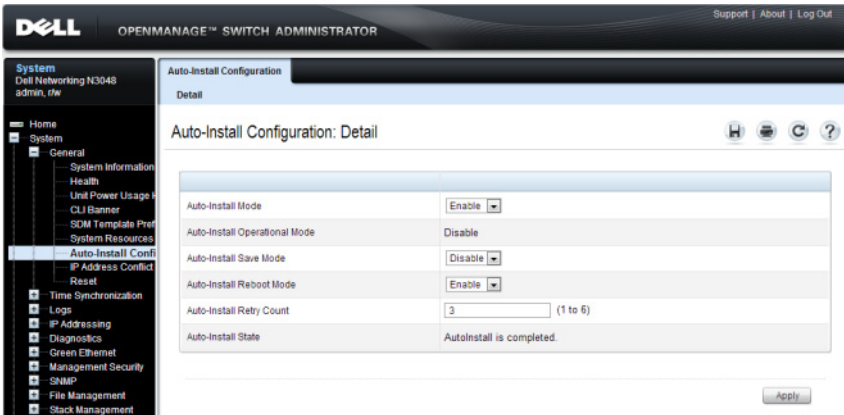 Support | About | Log Out
DELL OPENMANAGE™ SWITCH ADMINISTRATOR
System
Dell Networking N3048
admin, r/w
Auto-Install Configuration
Detail
Home
System
General
System Information
Health
Unit Power Usage H
CLI Banner
SDM Template Pref
System Resources
Auto-Install Confi
IP Address Conflict
Reset
Time Synchronization
Logs
IP Addressing
Diagnostics
Green Ethernet
Management Security
SNMP
File Management
Stack Management
Auto-Install Configuration: Detail
Auto-Install Mode Enable
Auto-Install Operational Mode Disable
Auto-Install Save Mode Disable
Auto-Install Reboot Mode Enable
Auto-Install Retry Count 3 (1 to 6)
Auto-Install State AutoInstall is completed.
Apply